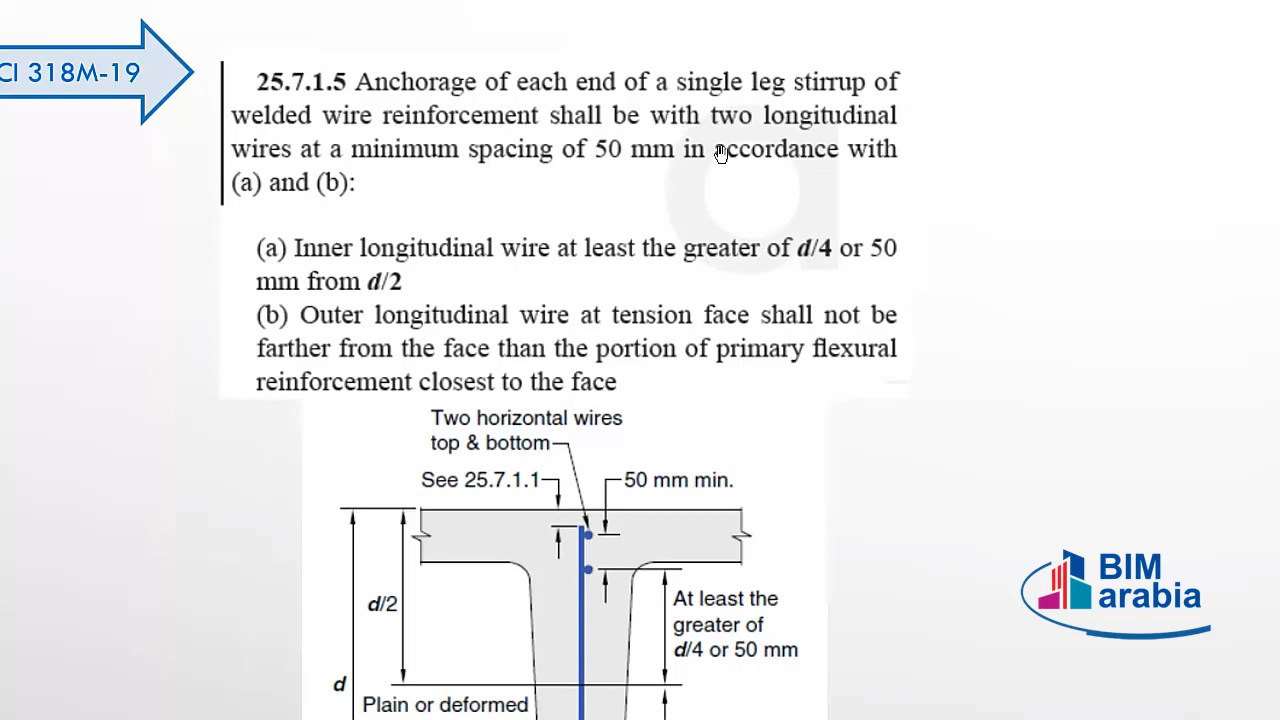 CI 318M-19
25.7.1.5 Anchorage of each end of a single leg stirrup of
welded wire reinforcement shall be with two longitudinal
wires at a minimum spacing of 50 mm in accordance with
(a) and (b):
(a) Inner longitudinal wire at least the greater of d/4 or 50
mm from d/2
(b) Outer longitudinal wire at tension face shall not be
farther from the face than the portion of primary flexural
reinforcement closest to the face
Two horizontal wires
top & bottom
See 25.7.1.1
50 mm min.
d/2
At least the
greater of
d/4 or 50 mm
d
Plain or deformed
BIM
arabia